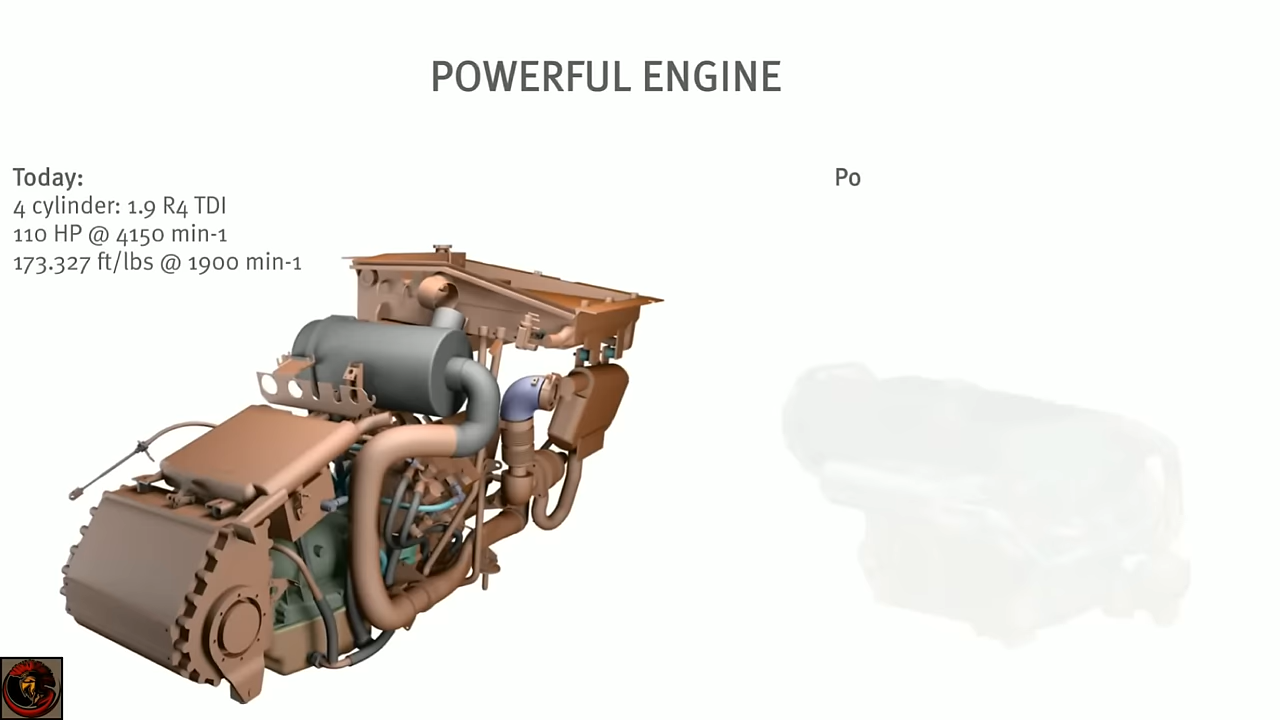 POWERFUL ENGINE
Today:
4 cylinder: 1.9 R4 TDI
110 HP @ 4150 min-1
173.327 ft/lbs @ 1900 min-1
Po